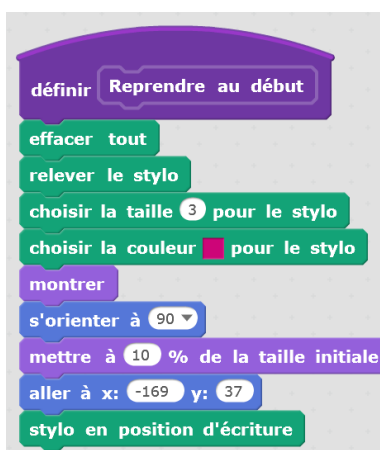 définir Reprendre au début
effacer tout
relever le stylo
choisir la taille 3 pour le stylo
choisir la couleur pour le stylo
montrer
s'orienter à 90
mettre à 10 % de la taille initiale
aller à x: -169 y: 37
stylo en position d'écriture